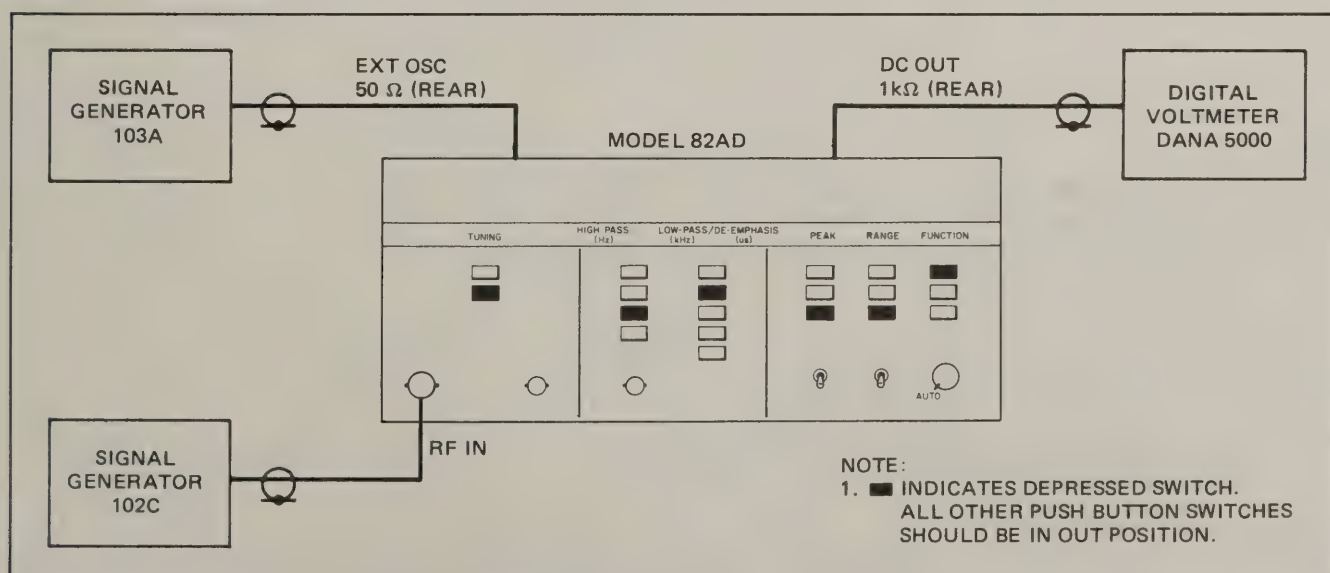 SIGNAL
GENERATOR
103A
EXT OSC
50 Ω (REAR)
DC OUT
1kΩ (REAR)
DIGITAL
VOLTMETER
DANA 5000
MODEL 82AD
TUNING
HIGH PASS
(Hz)
LOW-PASS/DE-EMPHASIS
(kHz) (us)
PEAK
RANGE
FUNCTION
AUTO
RF IN
SIGNAL
GENERATOR
102C
NOTE:
1. INDICATES DEPRESSED SWITCH.
ALL OTHER PUSH BUTTON SWITCHES
SHOULD BE IN OUT POSITION.